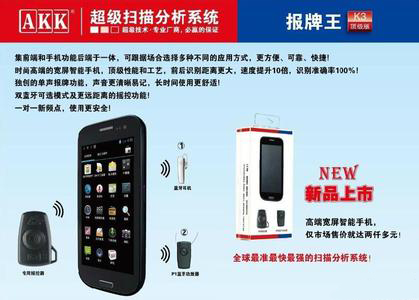 AKK 超级扫描分析系统 报牌王 K3
超级技术·专业厂商,必赢的保证 顶级版
集前端和手机功能后端于一体,可跟据场合选择多种不同的应用方式,更方便、可靠、快捷!
时尚高端的宽屏智能手机,顶级性能和工艺,前后识别距离更大,速度提升10倍,识别准确率100%!
独创的单声报牌功能,声音更清晰易记,长时间使用更舒适!
双蓝牙可选模式及更远距离的摇控功能!
一对一新频点,使用更安全!
蓝牙耳机
专用摇控器
P1蓝牙功放器
NEW
新品上市
高端宽屏智能手机,
仅市场售价就达两仟多元!
全球最准最快最强的扫描分析系统!